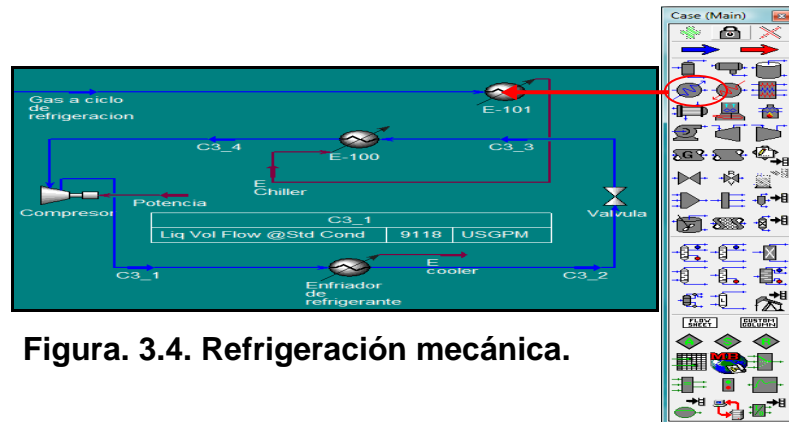 Case (Main)
Gas a ciclo
de
refrigeracion
E-101
C3_4
E-100
C3_3
E
Chiller
Compresor
Potencia
Valvula
C3_1
Liq Vol Flow @Std Cond 9118 USGPM
C3_1
E
cooler
C3_2
Enfriador
de
refrigerante
FLOW
SHEET
CUSTOM
COLUMN
Figura. 3.4. Refrigeración mecánica.